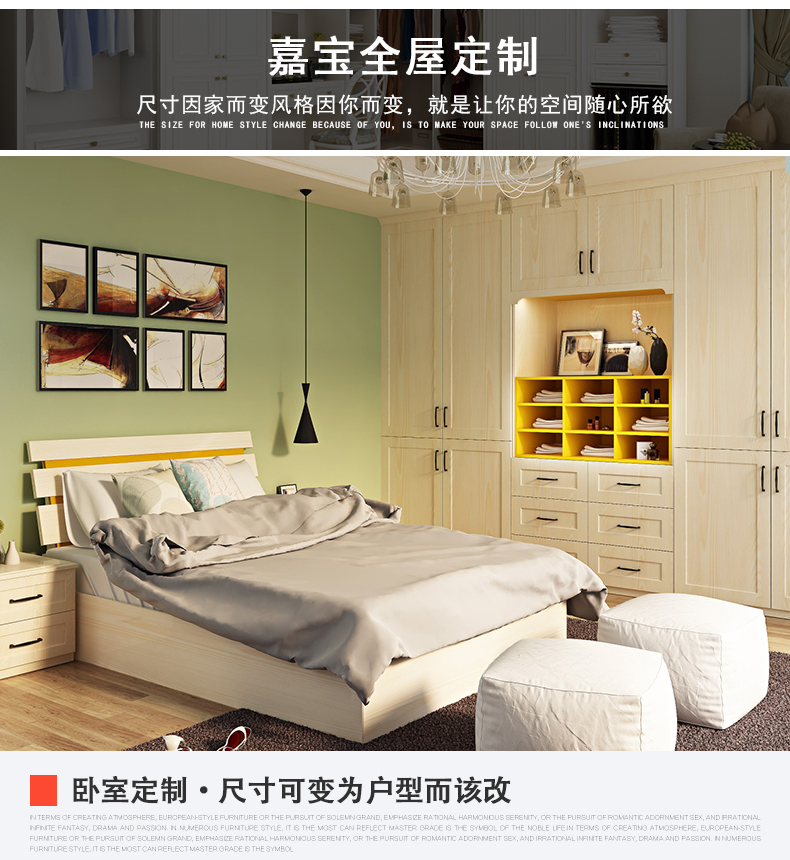 嘉宝全屋定制
尺寸因家而变风格因你而变，就是让你的空间随心所欲
THE SIZE FOR HOME STYLE CHANGE BECAUSE OF YOU, IS TO MAKE YOUR SPACE FOLLOW ONE'S INCLINATIONS
卧室定制·尺寸可变为户型而该改
IN TERMS OF CREATING ATMOSPHERE, EUROPEAN-STYLE FURNITURE OR THE PURSUIT OF SOLEMN GRAND, EMPHASIZE RATIONAL HARMONIOUS SERENITY, OR THE PURSUIT OF ROMANTIC ADORNMENT SEX, AND IRRATIONAL
INFINITE FANTASY, DRAMA AND PASSION. IN NUMEROUS FURNITURE STYLE, IT IS THE MOST CAN REFLECT MASTER GRADE IS THE SYMBOL OF THE NOBLE LIFE.IN TERMS OF CREATING ATMOSPHERE, EUROPEAN-STYLE
FURNITURE OR THE PURSUIT OF SOLEMN GRAND, EMPHASIZE RATIONAL HARMONIOUS SERENITY, OR THE PURSUIT OF ROMANTIC ADORNMENT SEX, AND IRRATIONAL INFINITE FANTASY, DRAMA AND PASSION. IN NUMEROUS
FURNITURE STYLE, IT IS THE MOST CAN REFLECT MASTER GRADE IS THE SYMBOL